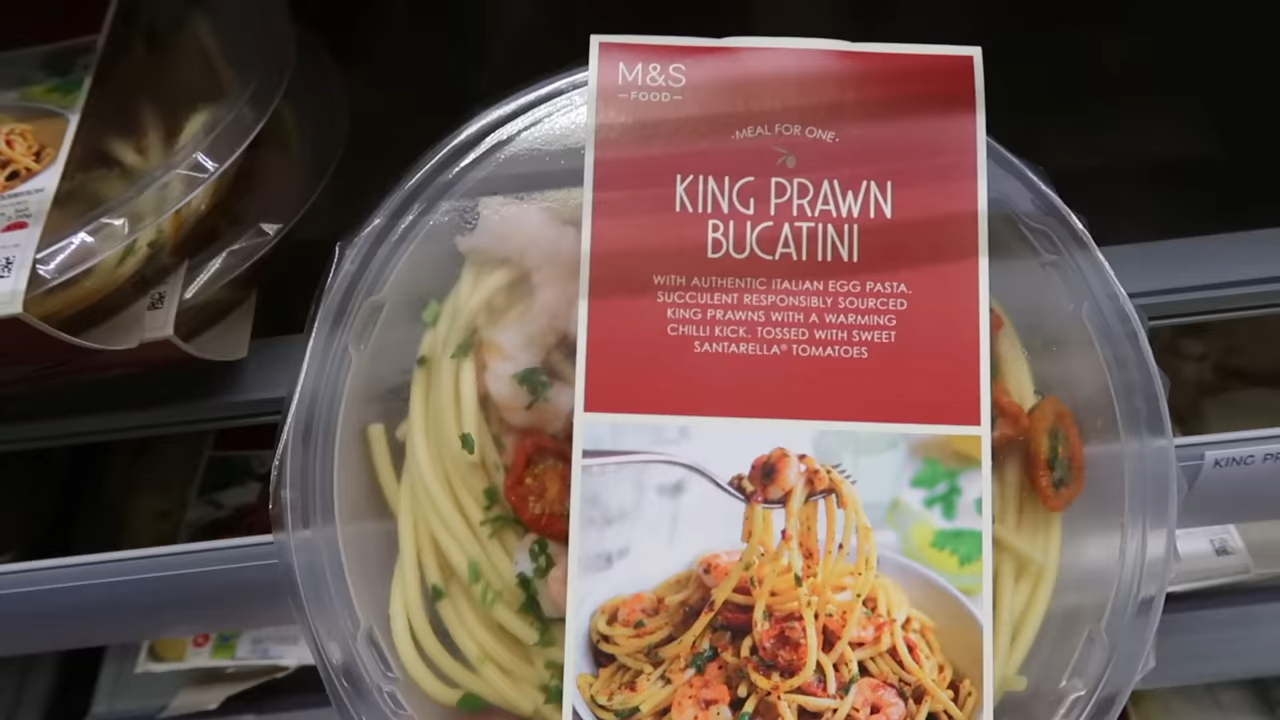 M&S
–FOOD–
·MEAL FOR ONE·
KING PRAWN
BUCATINI
WITH AUTHENTIC ITALIAN EGG PASTA.
SUCCULENT RESPONSIBLY SOURCED
KING PRAWNS WITH A WARMING
CHILLI KICK. TOSSED WITH SWEET
SANTARELLA® TOMATOES
KING PR